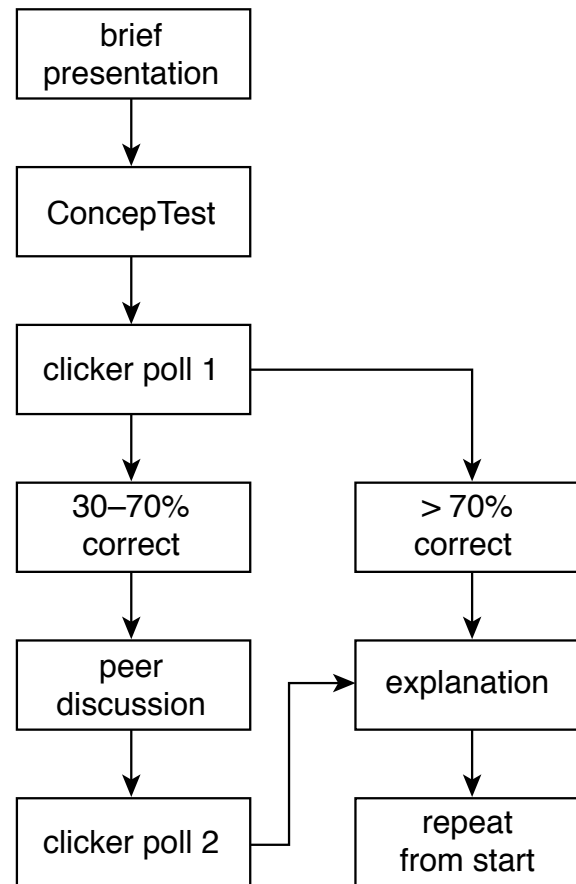 brief
presentation
ConcepTest
clicker poll 1
30–70%
correct
> 70%
correct
peer
discussion
explanation
clicker poll 2
repeat
from start